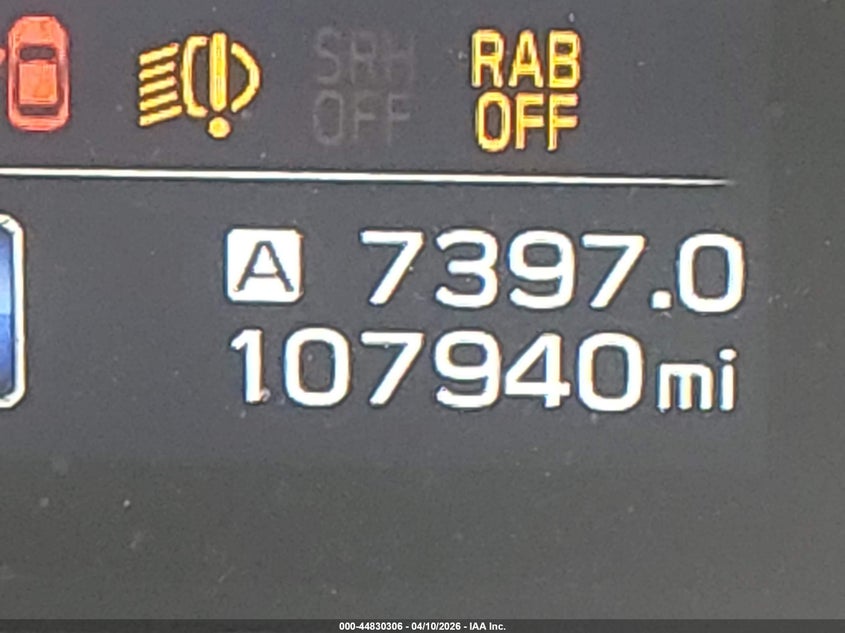 SRH RAB
OFF OFF
A 7397.0
107940mi
000-44830306 - 04/10/2026 - IAA Inc.